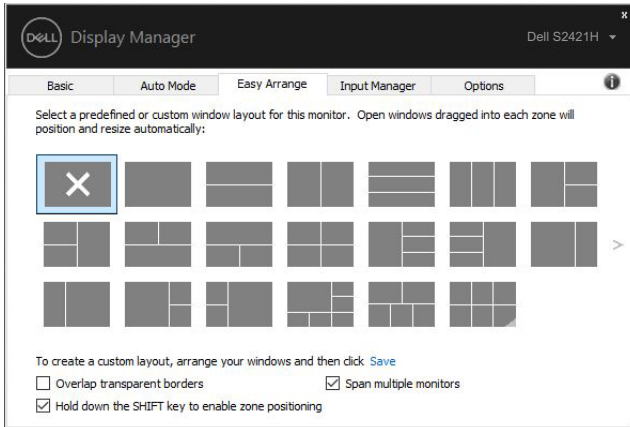 x
DELL Display Manager
Dell S2421H
Basic Auto Mode Easy Arrange Input Manager Options
Select a predefined or custom window layout for this monitor. Open windows dragged into each zone will
position and resize automatically:
To create a custom layout, arrange your windows and then click Save
Overlap transparent borders Span multiple monitors
Hold down the SHIFT key to enable zone positioning